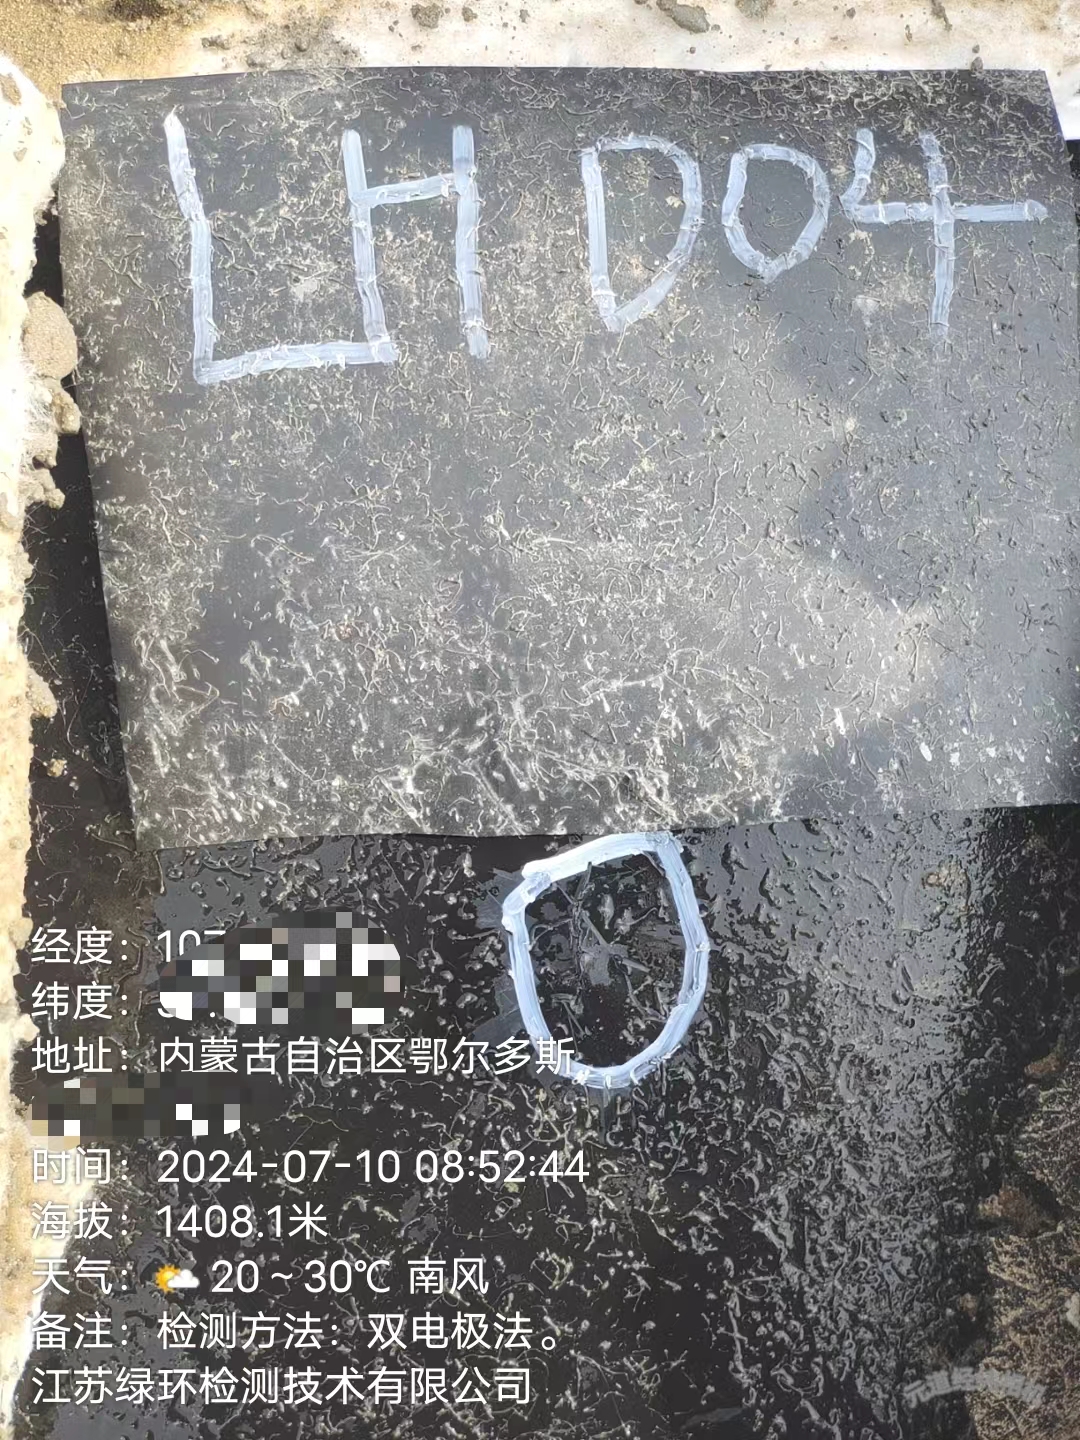 LH D04
经度：107
纬度：
地址：内蒙古自治区鄂尔多斯
时间：2024-07-10 08:52:44
海拔：1408.1米
天气： 20~30℃ 南风
备注：检测方法：双电极法。
江苏绿环检测技术有限公司